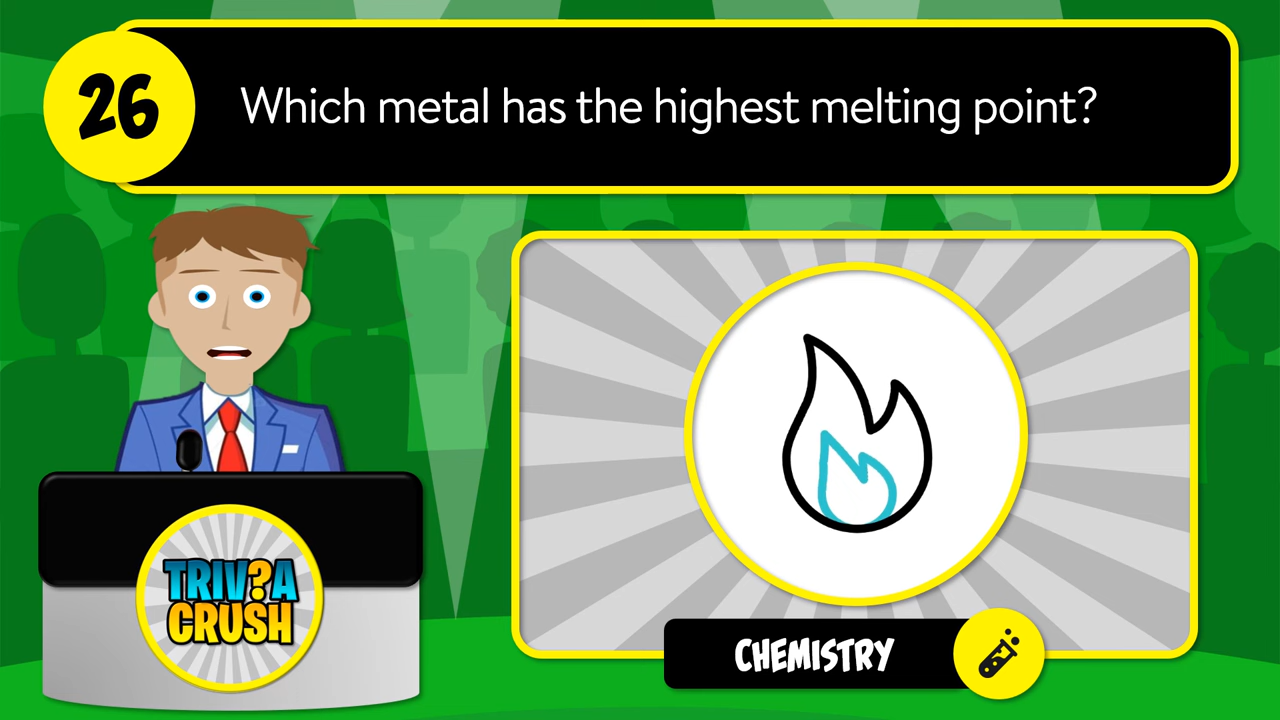 26
Which metal has the highest melting point?
TRIV?A
CRUSH
CHEMISTRY